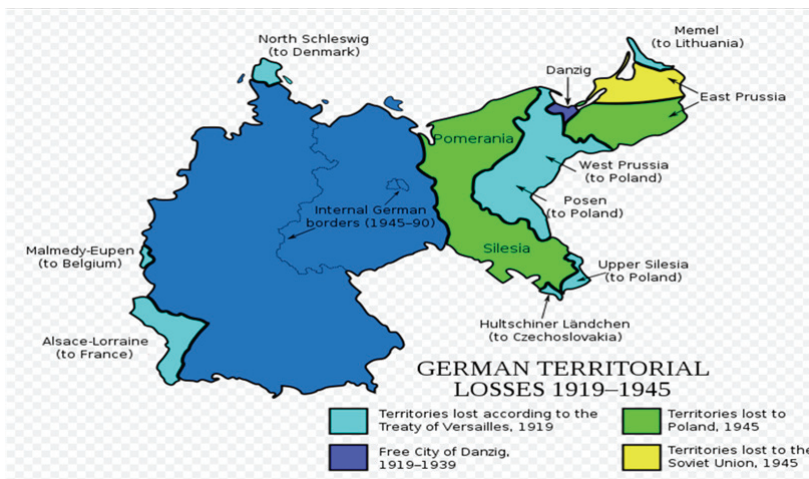 North Schleswig
(to Denmark)
Memel
(to Lithuania)
Danzig
East Prussia
Pomerania
West Prussia
(to Poland)
Posen
(to Poland)
Internal German
borders (1945–90)
Malmedy-Eupen
(to Belgium)
Silesia
Upper Silesia
(to Poland)
Hultschiner Ländchen
(to Czechoslovakia)
Alsace-Lorraine
(to France)
GERMAN TERRITORIAL
LOSSES 1919–1945
Territories lost according to the
Treaty of Versailles, 1919
Territories lost to
Poland, 1945
Free City of Danzig,
1919–1939
Territories lost to the
Soviet Union, 1945